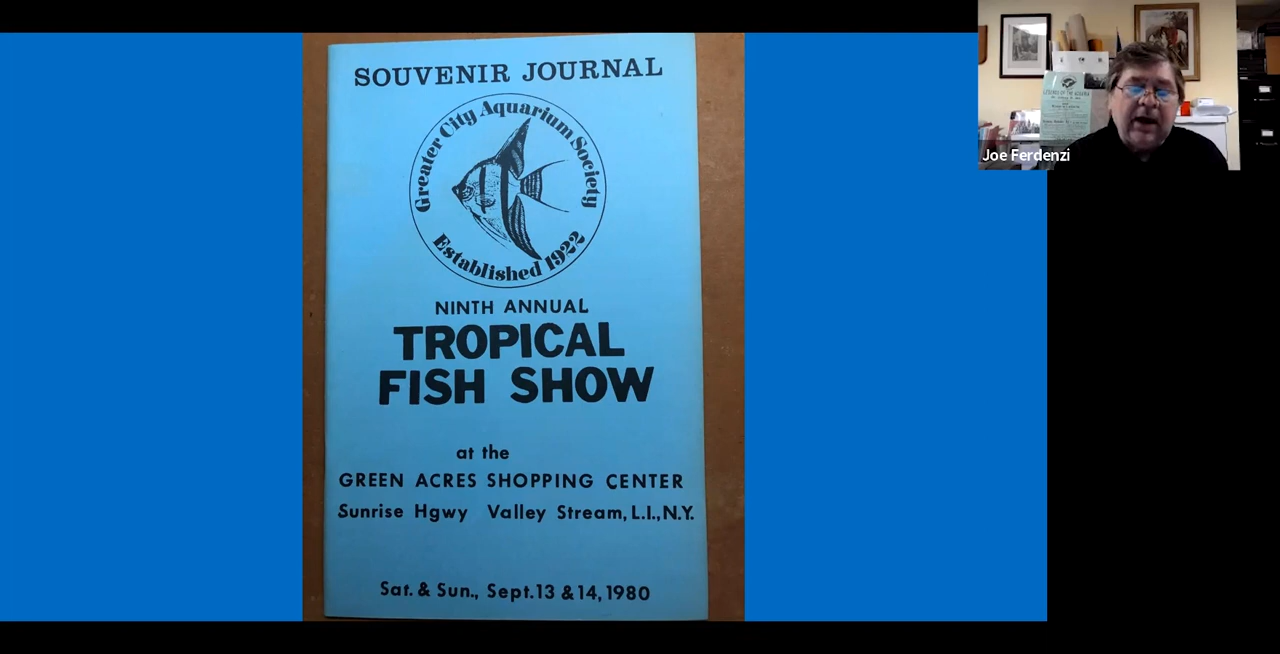 SOUVENIR JOURNAL
Greater City Aquarium Society
Established 1922
NINTH ANNUAL
TROPICAL
FISH SHOW
at the
GREEN ACRES SHOPPING CENTER
Sunrise Hgwy Valley Stream, L.I., N.Y.
Sat. & Sun., Sept. 13 & 14, 1980
Joe Ferdenzi